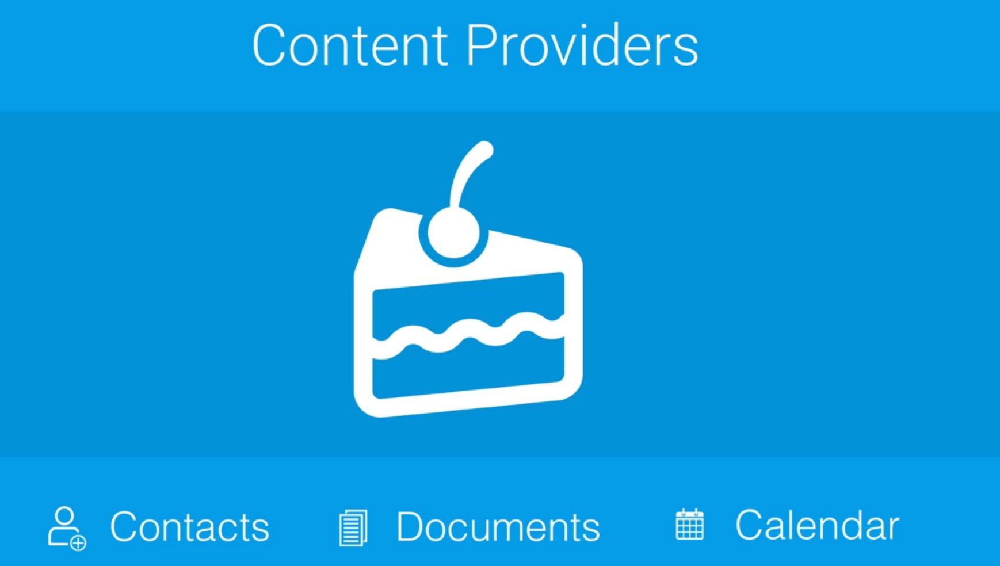 Content Providers
Contacts Documents Calendar